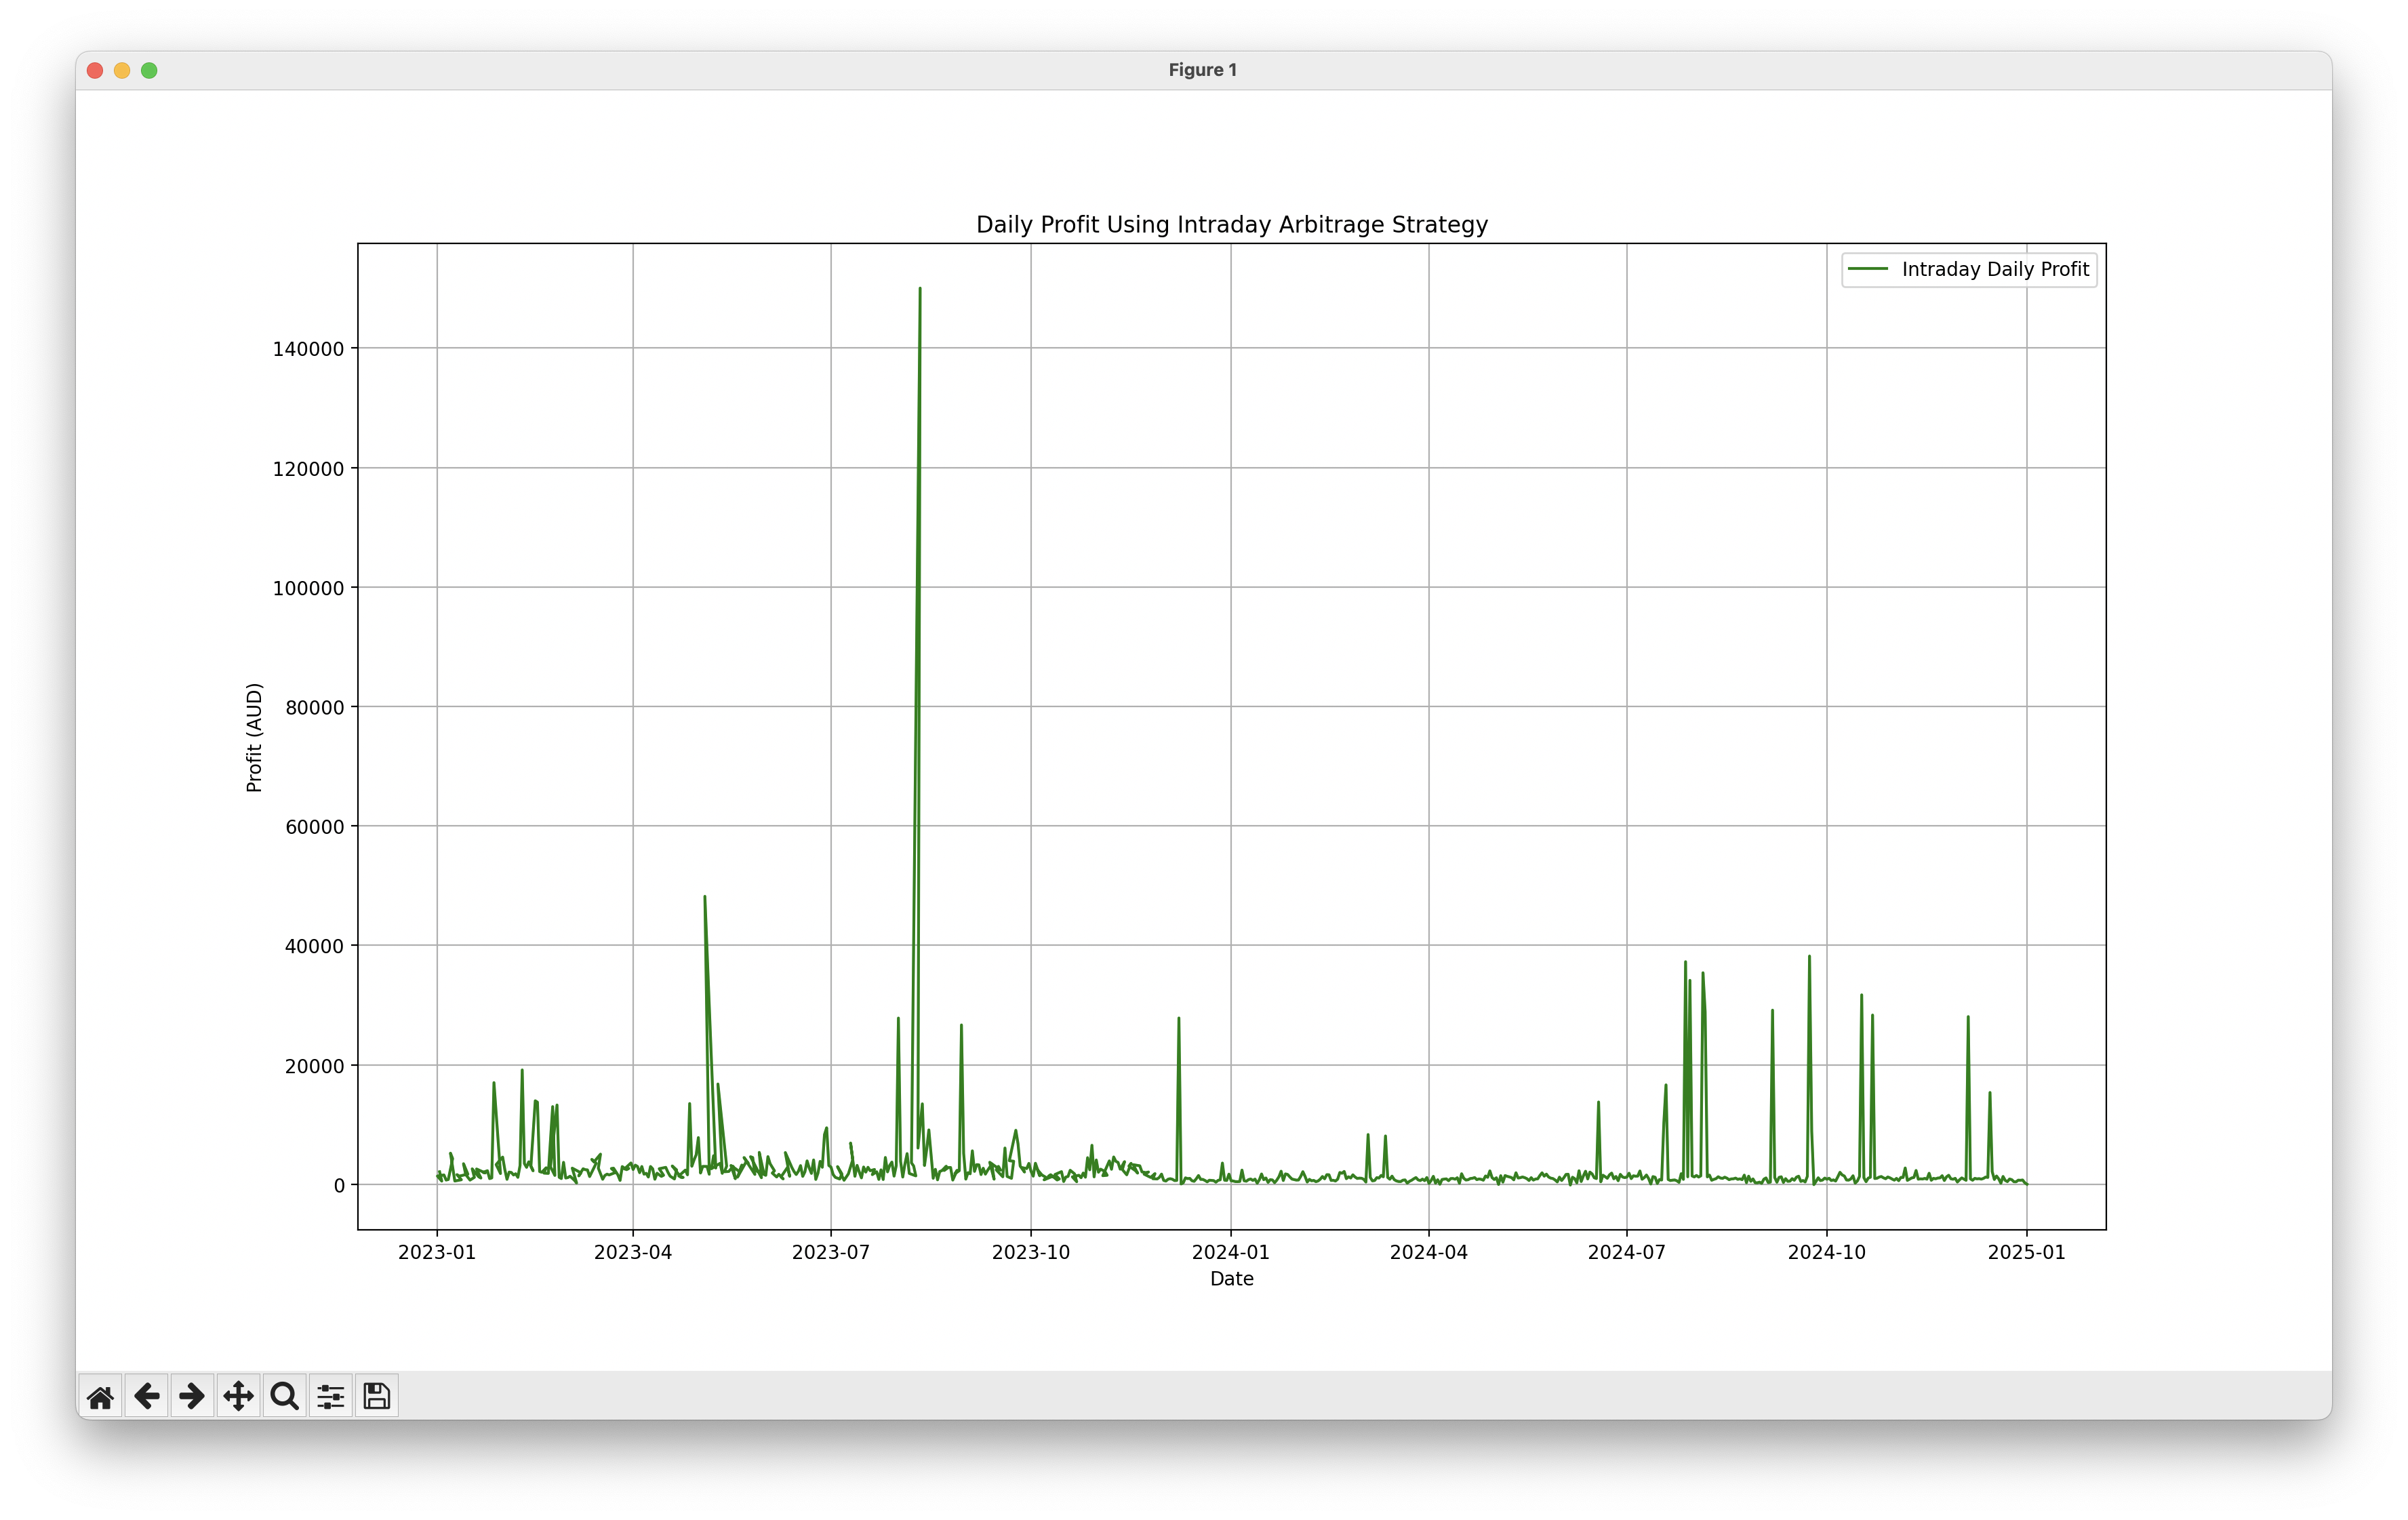 Figure 1
Daily Profit Using Intraday Arbitrage Strategy
Intraday Daily Profit
140000
120000
100000
80000
60000
40000
20000
0
Profit (AUD)
2023-01 2023-04 2023-07 2023-10 2024-01 2024-04 2024-07 2024-10 2025-01
Date